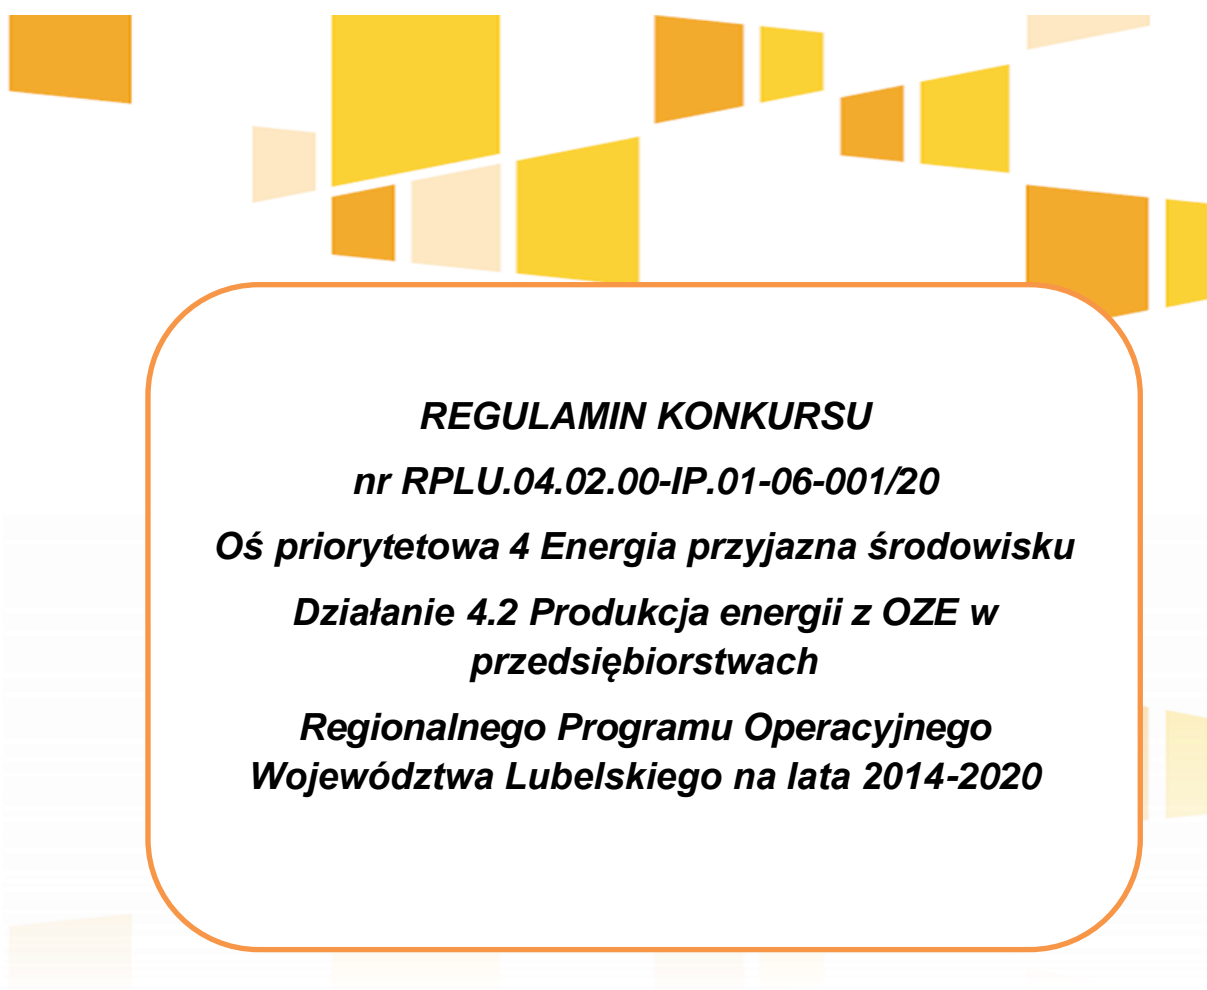 REGULAMIN KONKURSU
nr RPLU.04.02.00-IP.01-06-001/20
Oś priorytetowa 4 Energia przyjazna środowisku
Działanie 4.2 Produkcja energii z OZE w
przedsiębiorstwach
Regionalnego Programu Operacyjnego
Województwa Lubelskiego na lata 2014-2020